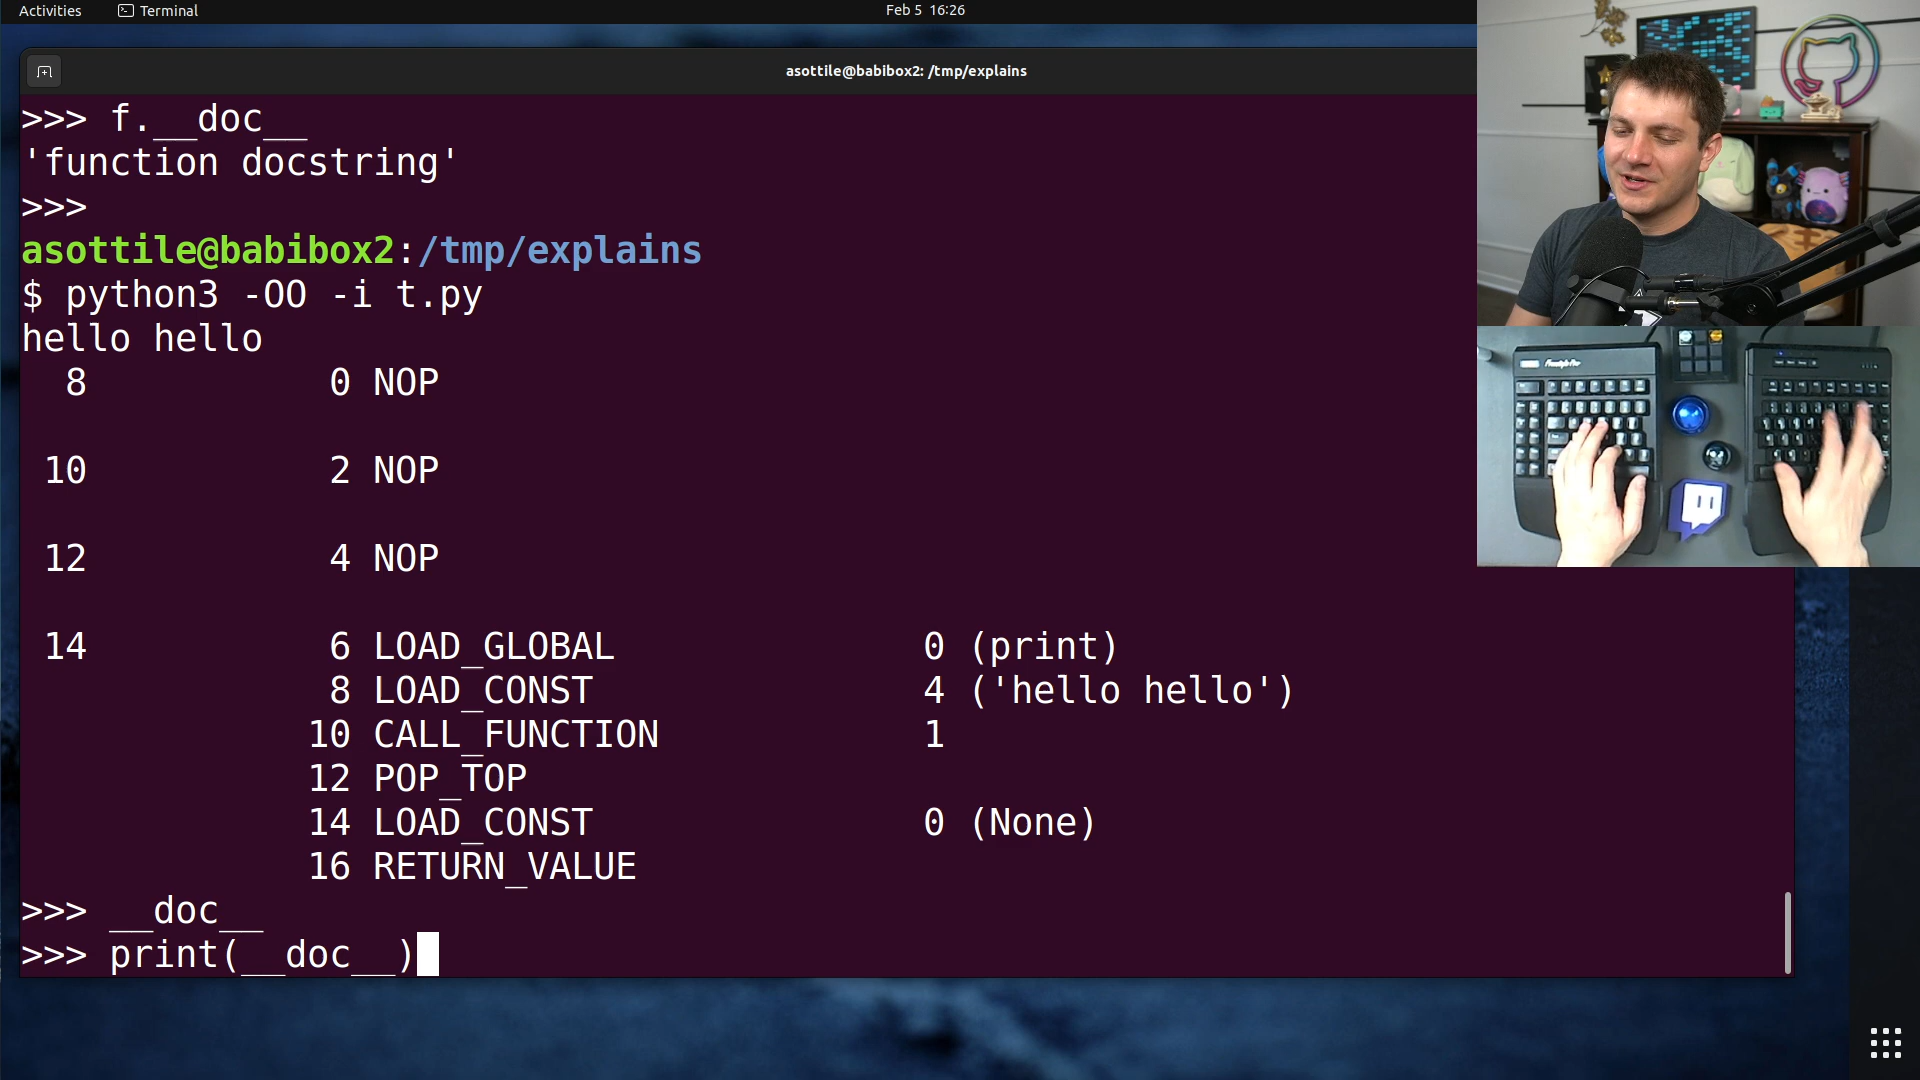 Activities
Terminal
Feb 5 16:26
asottile@babibox2: /tmp/explains
>>> f.__doc__
'function docstring'
>>>
asottile@babibox2:/tmp/explains
$ python3 -OO -i t.py
hello hello
8 0 NOP
10 2 NOP
12 4 NOP
14 6 LOAD_GLOBAL 0 (print)
8 LOAD_CONST 4 ('hello hello')
10 CALL_FUNCTION 1
12 POP_TOP
14 LOAD_CONST 0 (None)
16 RETURN_VALUE
>>> __doc__
>>> print(__doc__)